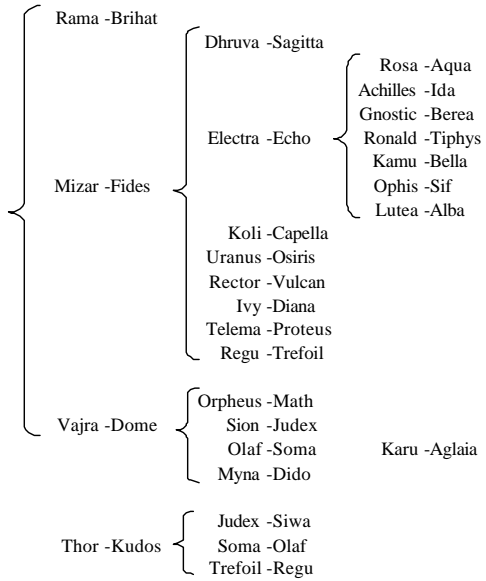 Rama -Brihat
Dhruva -Sagitta
Rosa -Aqua
Achilles -Ida
Gnostic -Berea
Electra -Echo
Ronald -Tiphys
Kamu -Bella
Mizar -Fides
Ophis -Sif
Lutea -Alba
Koli -Capella
Uranus -Osiris
Rector -Vulcan
Ivy -Diana
Telema -Proteus
Regu -Trefoil
Orpheus -Math
Vajra -Dome
Sion -Judex
Olaf -Soma
Karu -Aglaia
Myna -Dido
Judex -Siwa
Thor -Kudos
Soma -Olaf
Trefoil -Regu